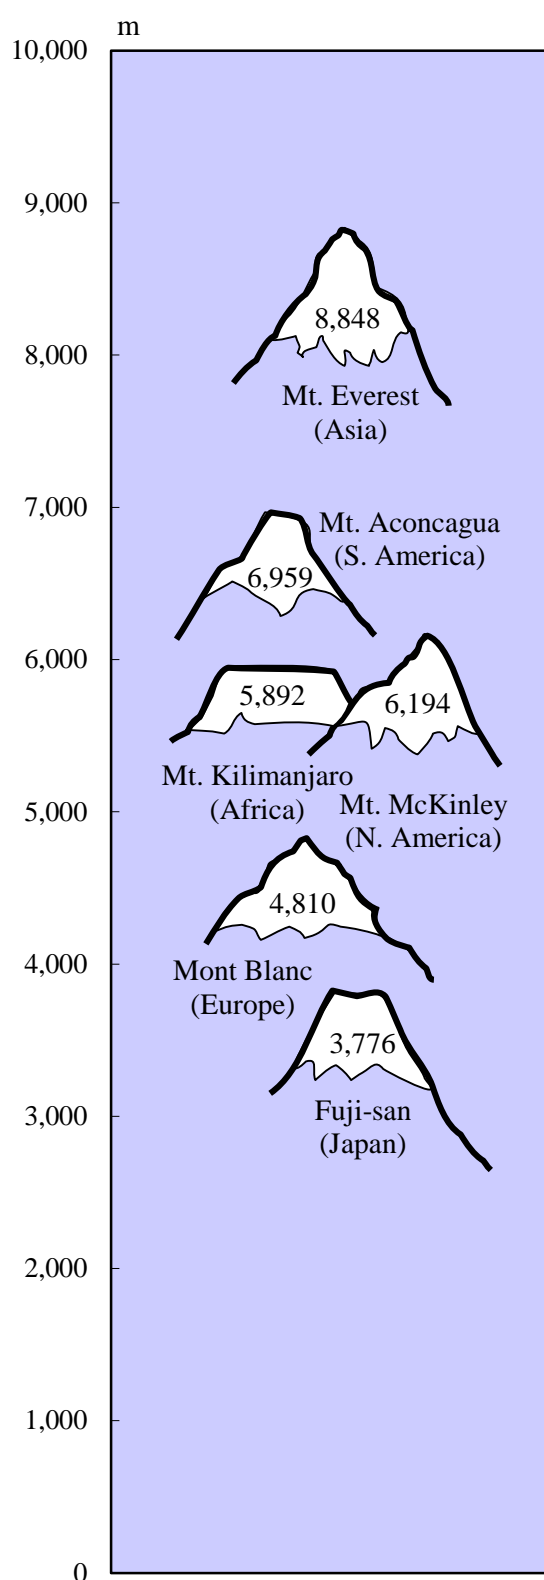 m
10,000
9,000
8,848
8,000
Mt. Everest
(Asia)
7,000
Mt. Aconcagua
(S. America)
6,959
6,000
5,892
6,194
Mt. Kilimanjaro
(Africa)
5,000
Mt. McKinley
(N. America)
4,810
4,000
Mont Blanc
(Europe)
3,776
3,000
Fuji-san
(Japan)
2,000
1,000
0